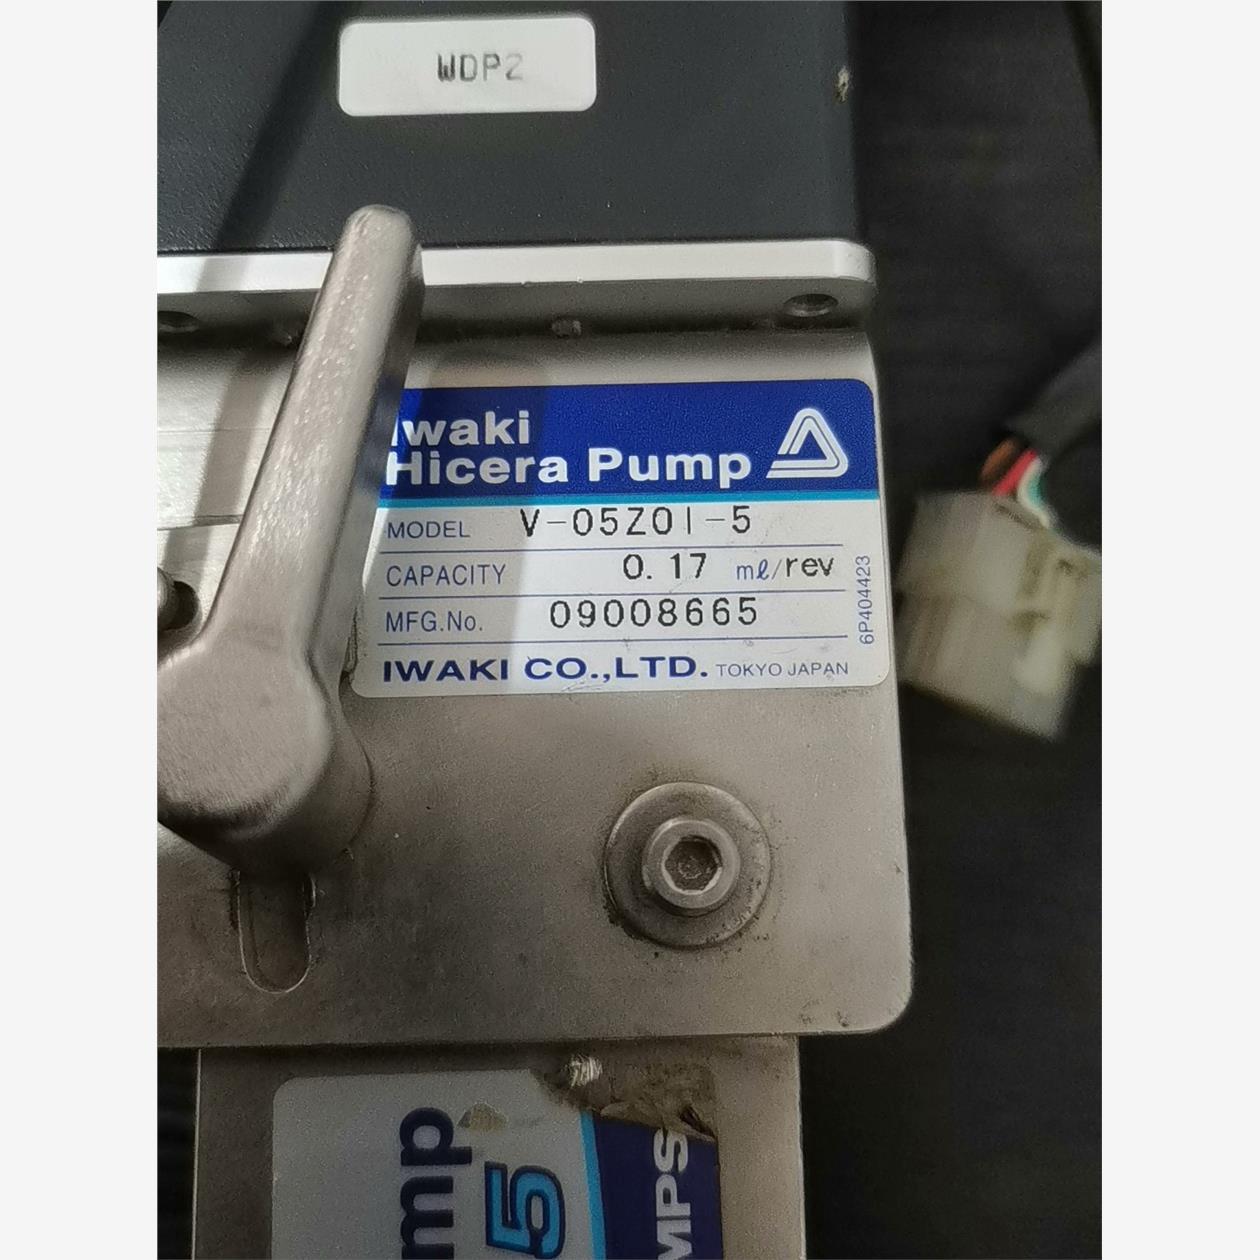 WDP2
Iwaki
Hicera Pump
MODEL V-05Z01-5
CAPACITY 0.17 mℓ/rev
MFG.No. 09008665
6P404423
IWAKI CO.,LTD. TOKYO JAPAN
mp
5
MPS